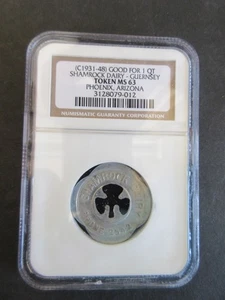 (C1931-48) GOOD FOR 1 QT
SHAMROCK DAIRY - GUERNSEY
TOKEN MS 63
PHOENIX, ARIZONA
3128079-012
NUMISMATIC GUARANTY CORPORATION
SHAMROCK